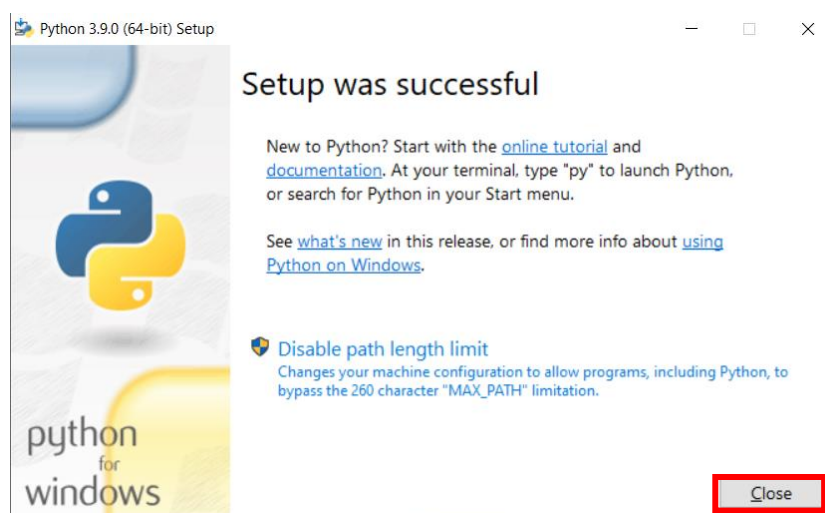 Python 3.9.0 (64-bit) Setup
Setup was successful
New to Python? Start with the online tutorial and
documentation. At your terminal, type "py" to launch Python,
or search for Python in your Start menu.
See what's new in this release, or find more info about using
Python on Windows.
Disable path length limit
Changes your machine configuration to allow programs, including Python, to
bypass the 260 character "MAX_PATH" limitation.
python
for
windows
Close